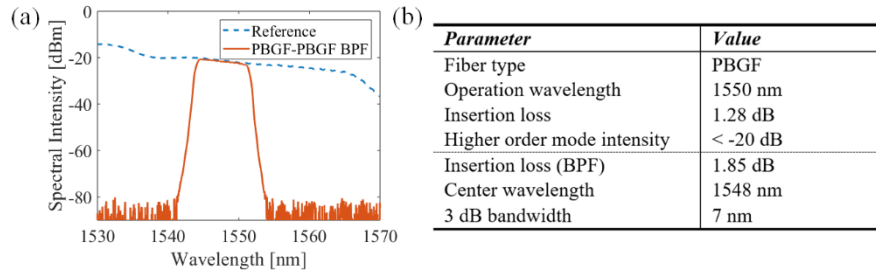 (a)
Reference
PBGF-PBGF BPF
Spectral Intensity [dBm]
0
-20
-40
-60
-80
1530
1540
1550
1560
1570
Wavelength [nm]
(b)
Parameter Value
Fiber type PBGF
Operation wavelength 1550 nm
Insertion loss 1.28 dB
Higher order mode intensity < -20 dB
Insertion loss (BPF) 1.85 dB
Center wavelength 1548 nm
3 dB bandwidth 7 nm